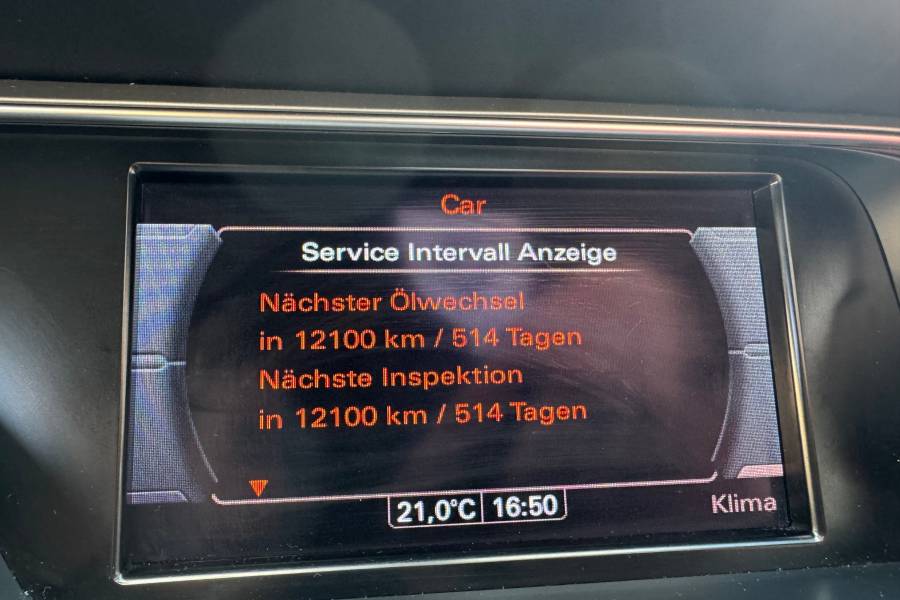 Car
Service Intervall Anzeige
Nächster Ölwechsel
in 12100 km / 514 Tagen
Nächste Inspektion
in 12100 km / 514 Tagen
21,0°C 16:50
Klima